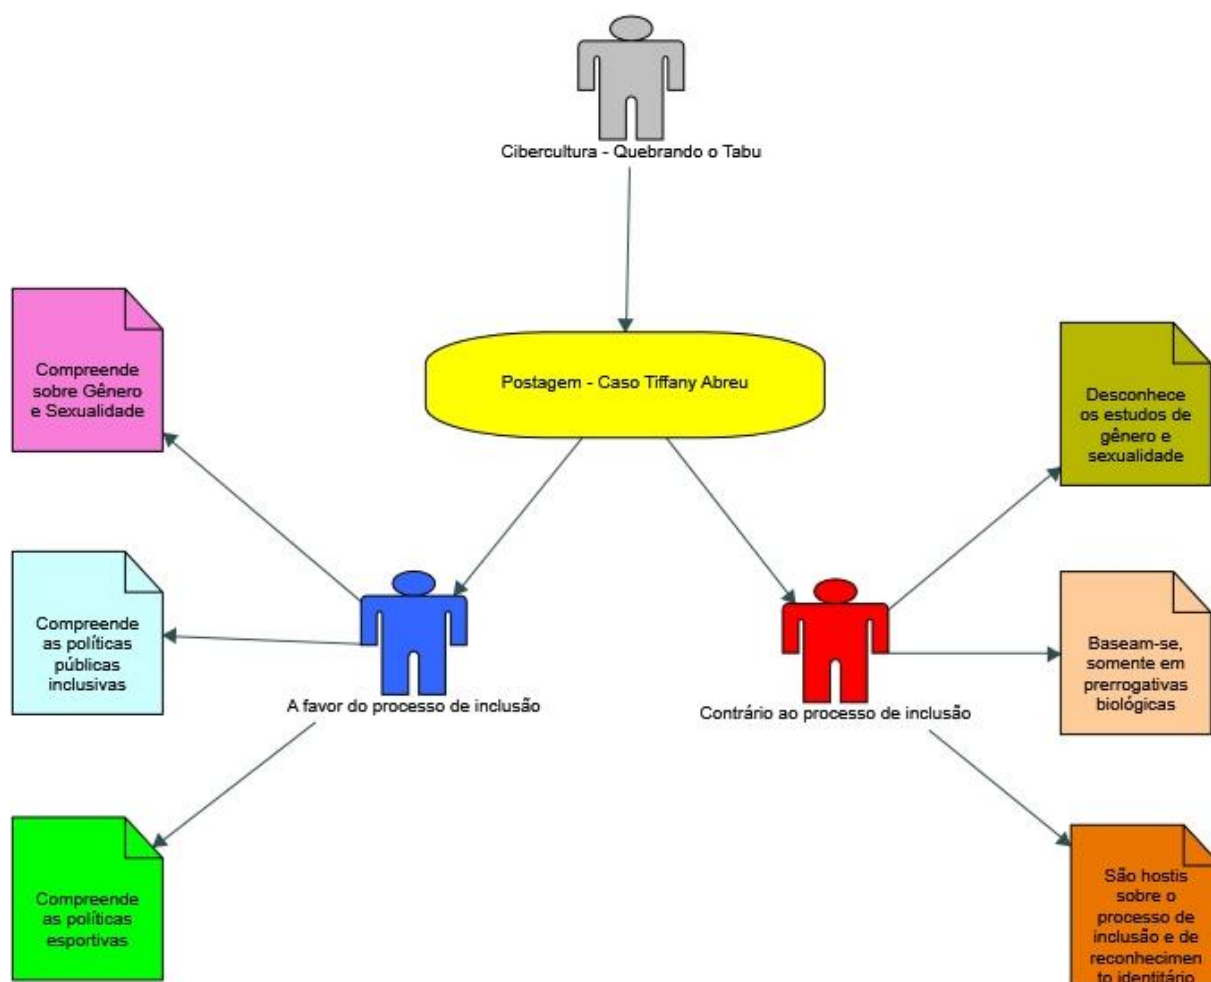 Cibercultura - Quebrando o Tabu
Postagem - Caso Tiffany Abreu
Compreende
sobre Gênero
e Sexualidade
Desconhece
os estudos de
gênero e
sexualidade
Compreende
as políticas
públicas
inclusivas
A favor do processo de inclusão
Contrário ao processo de inclusão
Baseam-se,
somente em
prerrogativas
biológicas
Compreende
as políticas
esportivas
São hostis
sobre o
processo de
inclusão e de
reconhecimen
to identitário